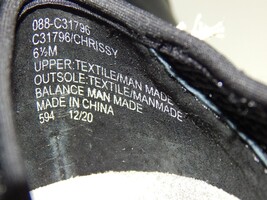 088-C31796
C31796/CHRISSY
6½M
UPPER:TEXTILE/MAN MADE
OUTSOLE:TEXTILE/MANMADE
BALANCE MAN MADE
MADE IN CHINA
594 12/20